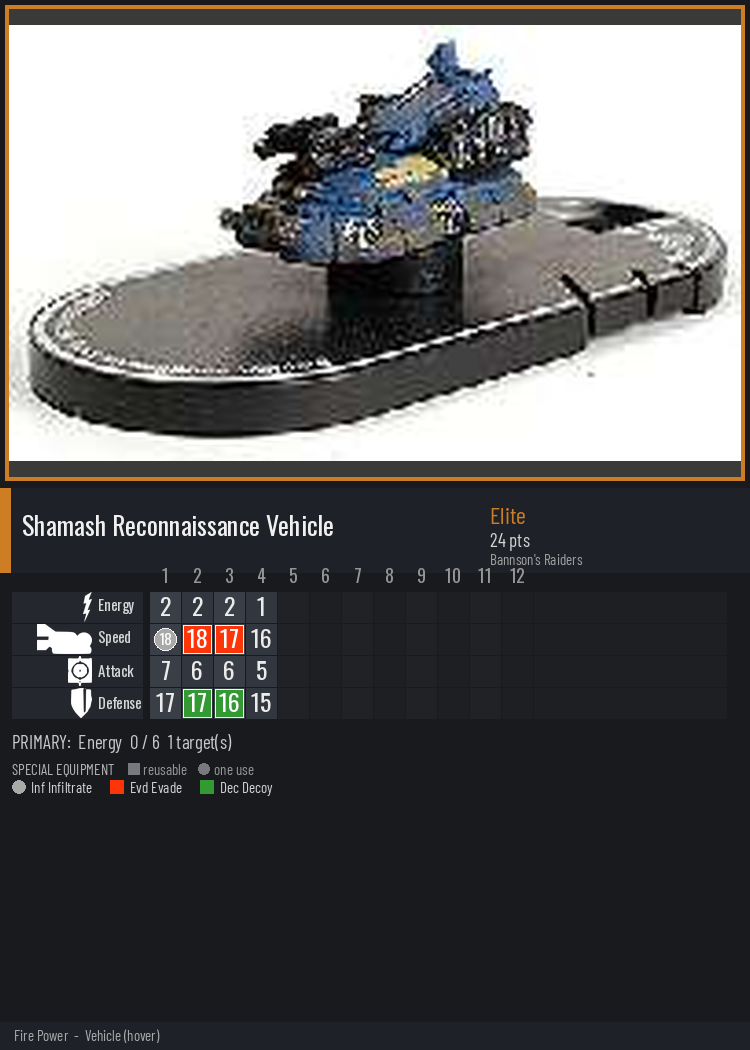 Shamash Reconnaissance Vehicle
Elite
24 pts
Bannson's Raiders
1 2 3 4 5 6 7 8 9 10 11 12
Energy 2 2 2 1
Speed 18 18 17 16
Attack 7 6 6 5
Defense 17 17 16 15
PRIMARY: Energy 0 / 6 1 target(s)
SPECIAL EQUIPMENT reusable one use
Inf Infiltrate Evd Evade Dec Decoy
Fire Power - Vehicle (hover)